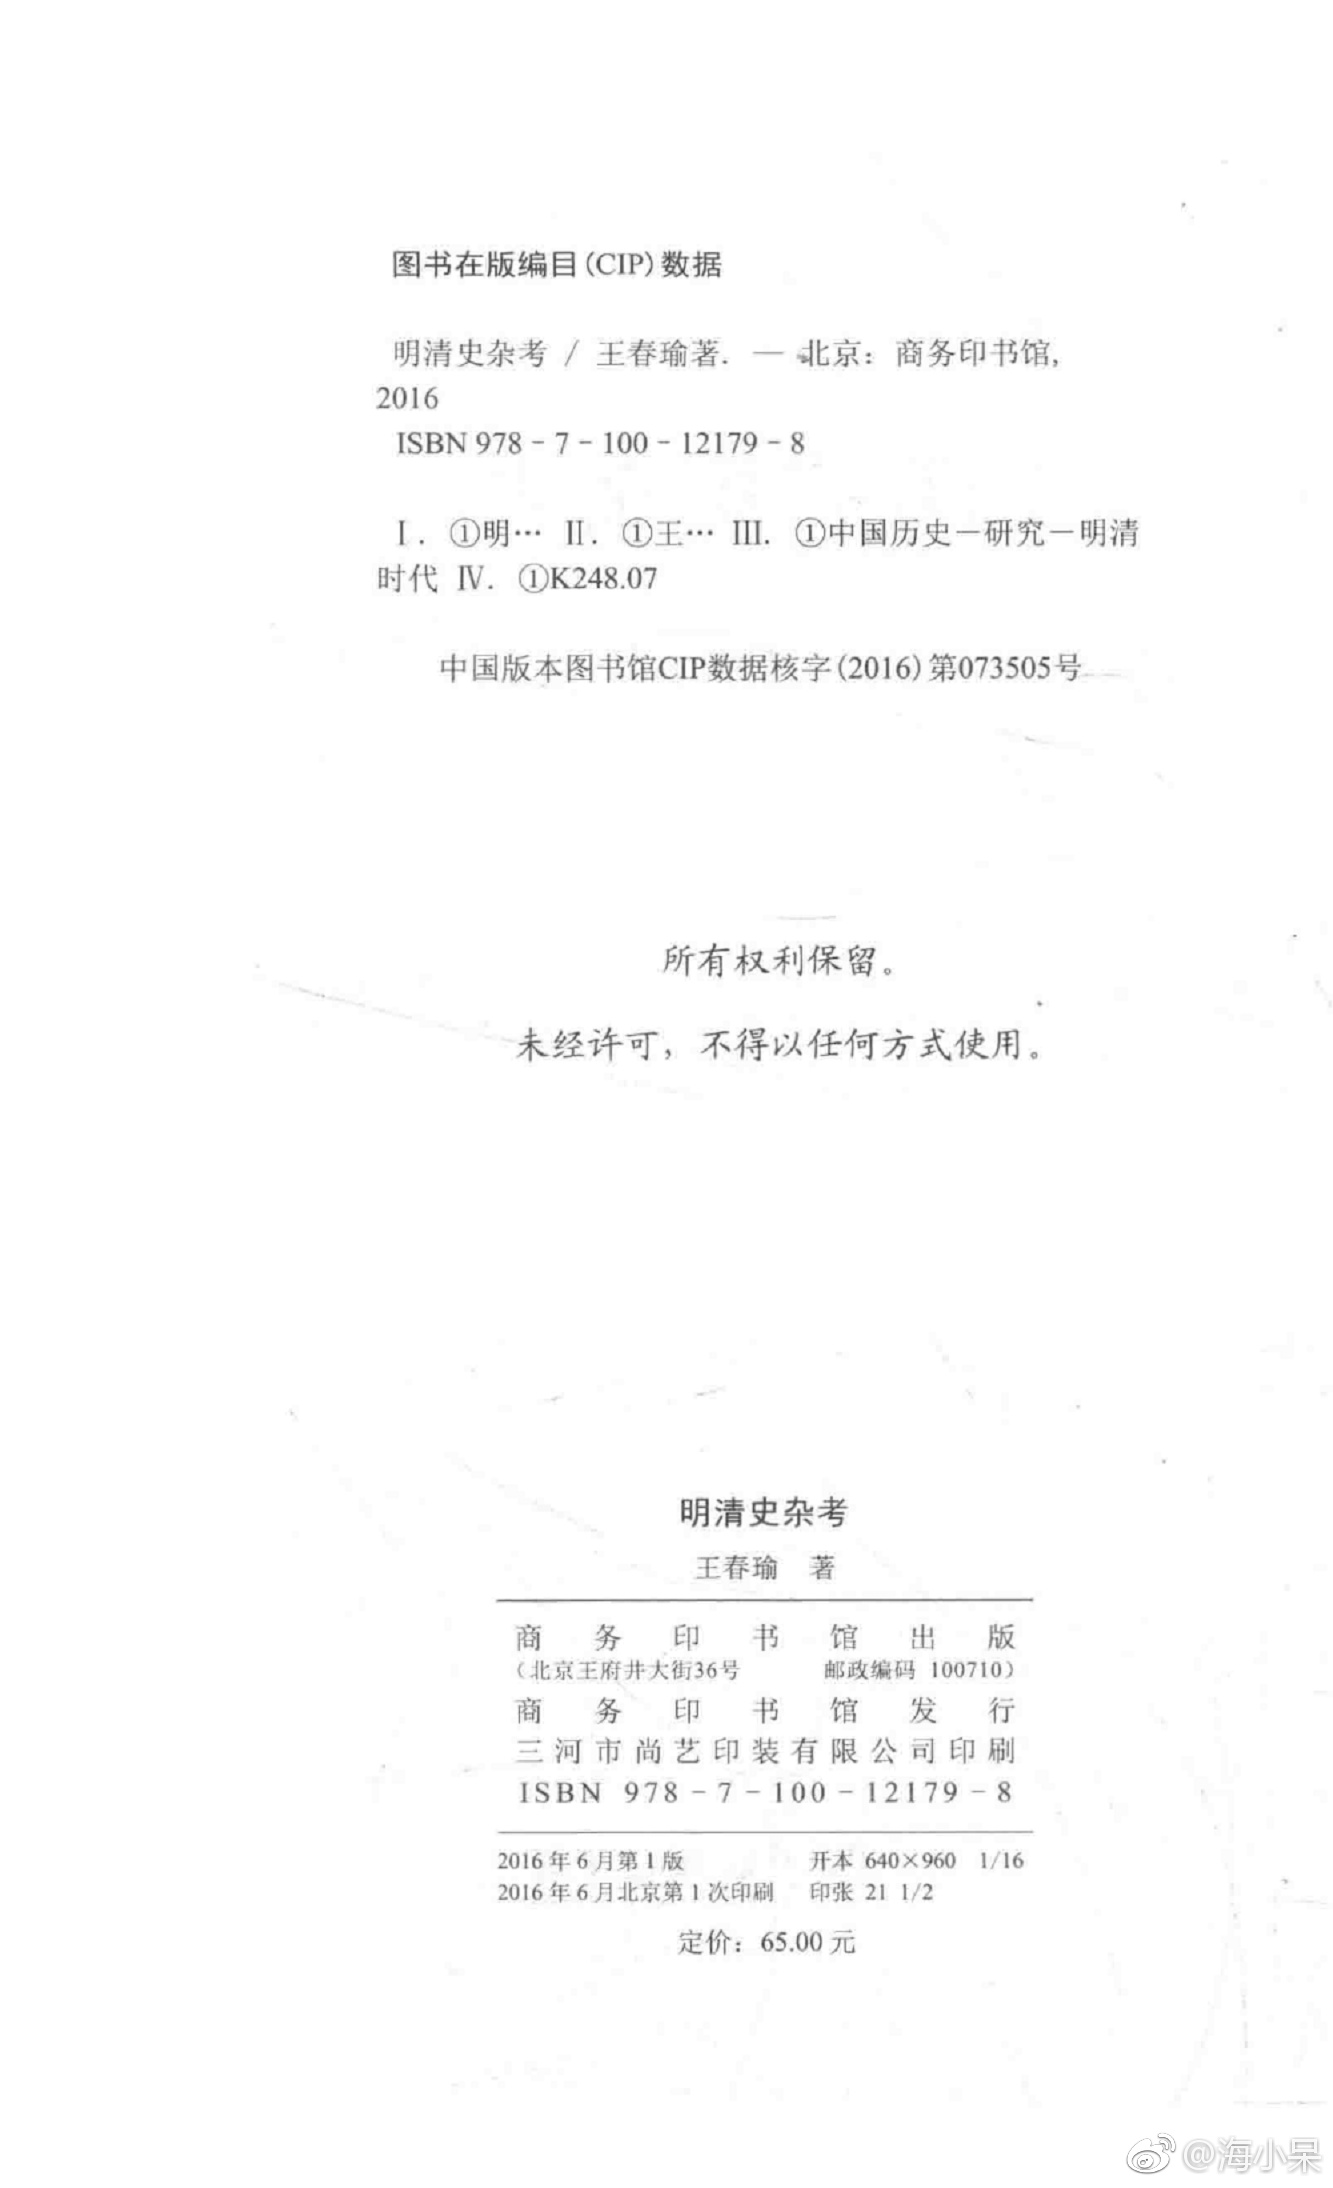 图书在版编目(CIP)数据
明清史杂考 / 王春瑜著. — 北京：商务印书馆,
2016
ISBN 978-7-100-12179-8
Ⅰ. ①明… Ⅱ. ①王… Ⅲ. ①中国历史－研究－明清
时代 Ⅳ. ①K248.07
中国版本图书馆CIP数据核字(2016)第073505号
所有权利保留。
未经许可，不得以任何方式使用。
明清史杂考
王春瑜 著
商务印书馆出版
（北京王府井大街36号 邮政编码 100710）
商务印书馆发行
三河市尚艺印装有限公司印刷
ISBN 978-7-100-12179-8
2016年6月第1版 开本 640×960 1/16
2016年6月北京第1次印刷 印张 21 1/2
定价：65.00元
@海小呆